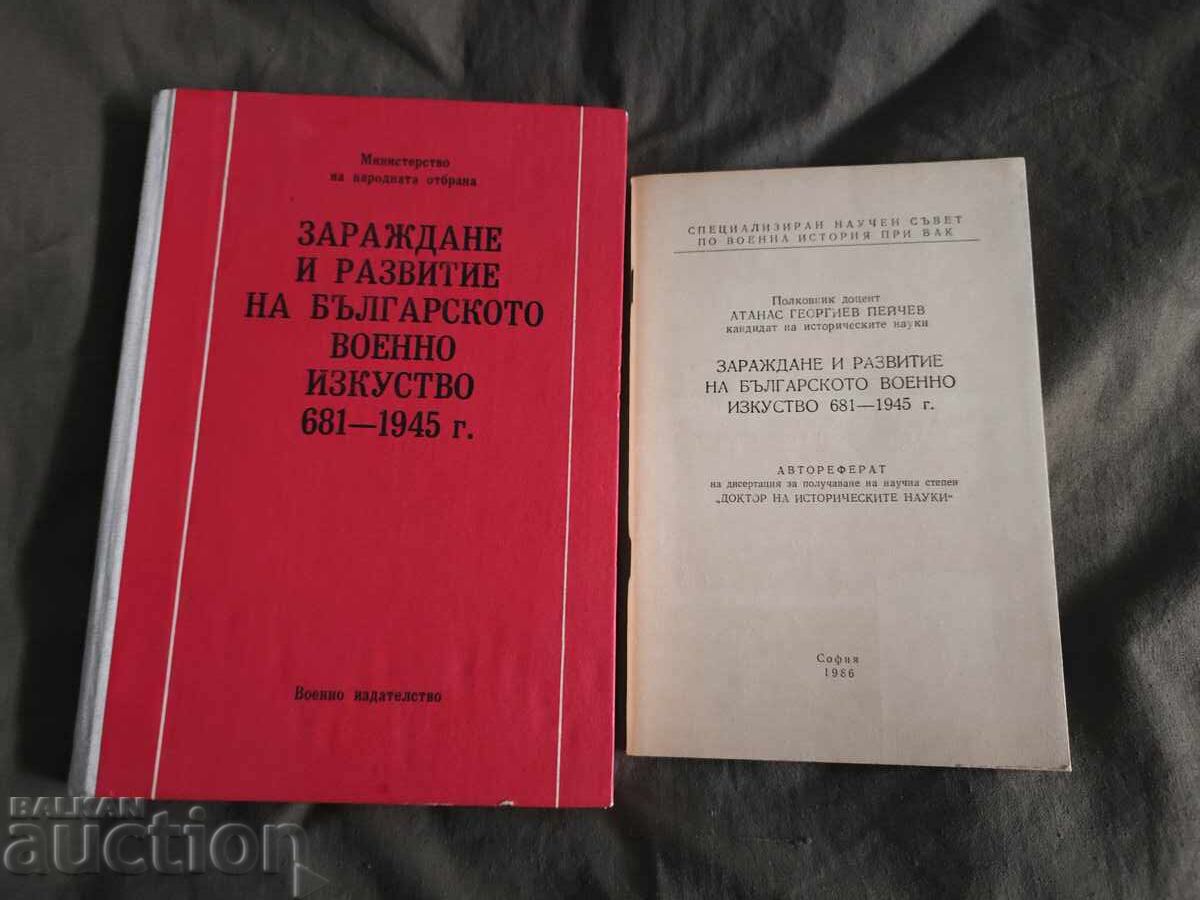 Министерство
на народната отбрана
ЗАРАЖДАНЕ
И РАЗВИТИЕ
НА БЪЛГАРСКОТО
ВОЕННО
ИЗКУСТВО
681—1945 г.
Военно издателство
СПЕЦИАЛИЗИРАН НАУЧЕН СЪВЕТ
ПО ВОЕННА ИСТОРИЯ ПРИ ВАК
Полковник доцент
АТАНАС ГЕОРГИЕВ ПЕЙЧЕВ
кандидат на историческите науки
ЗАРАЖДАНЕ И РАЗВИТИЕ
НА БЪЛГАРСКОТО ВОЕННО
ИЗКУСТВО 681—1945 г.
АВТОРЕФЕРАТ
на дисертация за получаване на научна степен
„ДОКТОР НА ИСТОРИЧЕСКИТЕ НАУКИ“
София
1986
BALKAN
auction